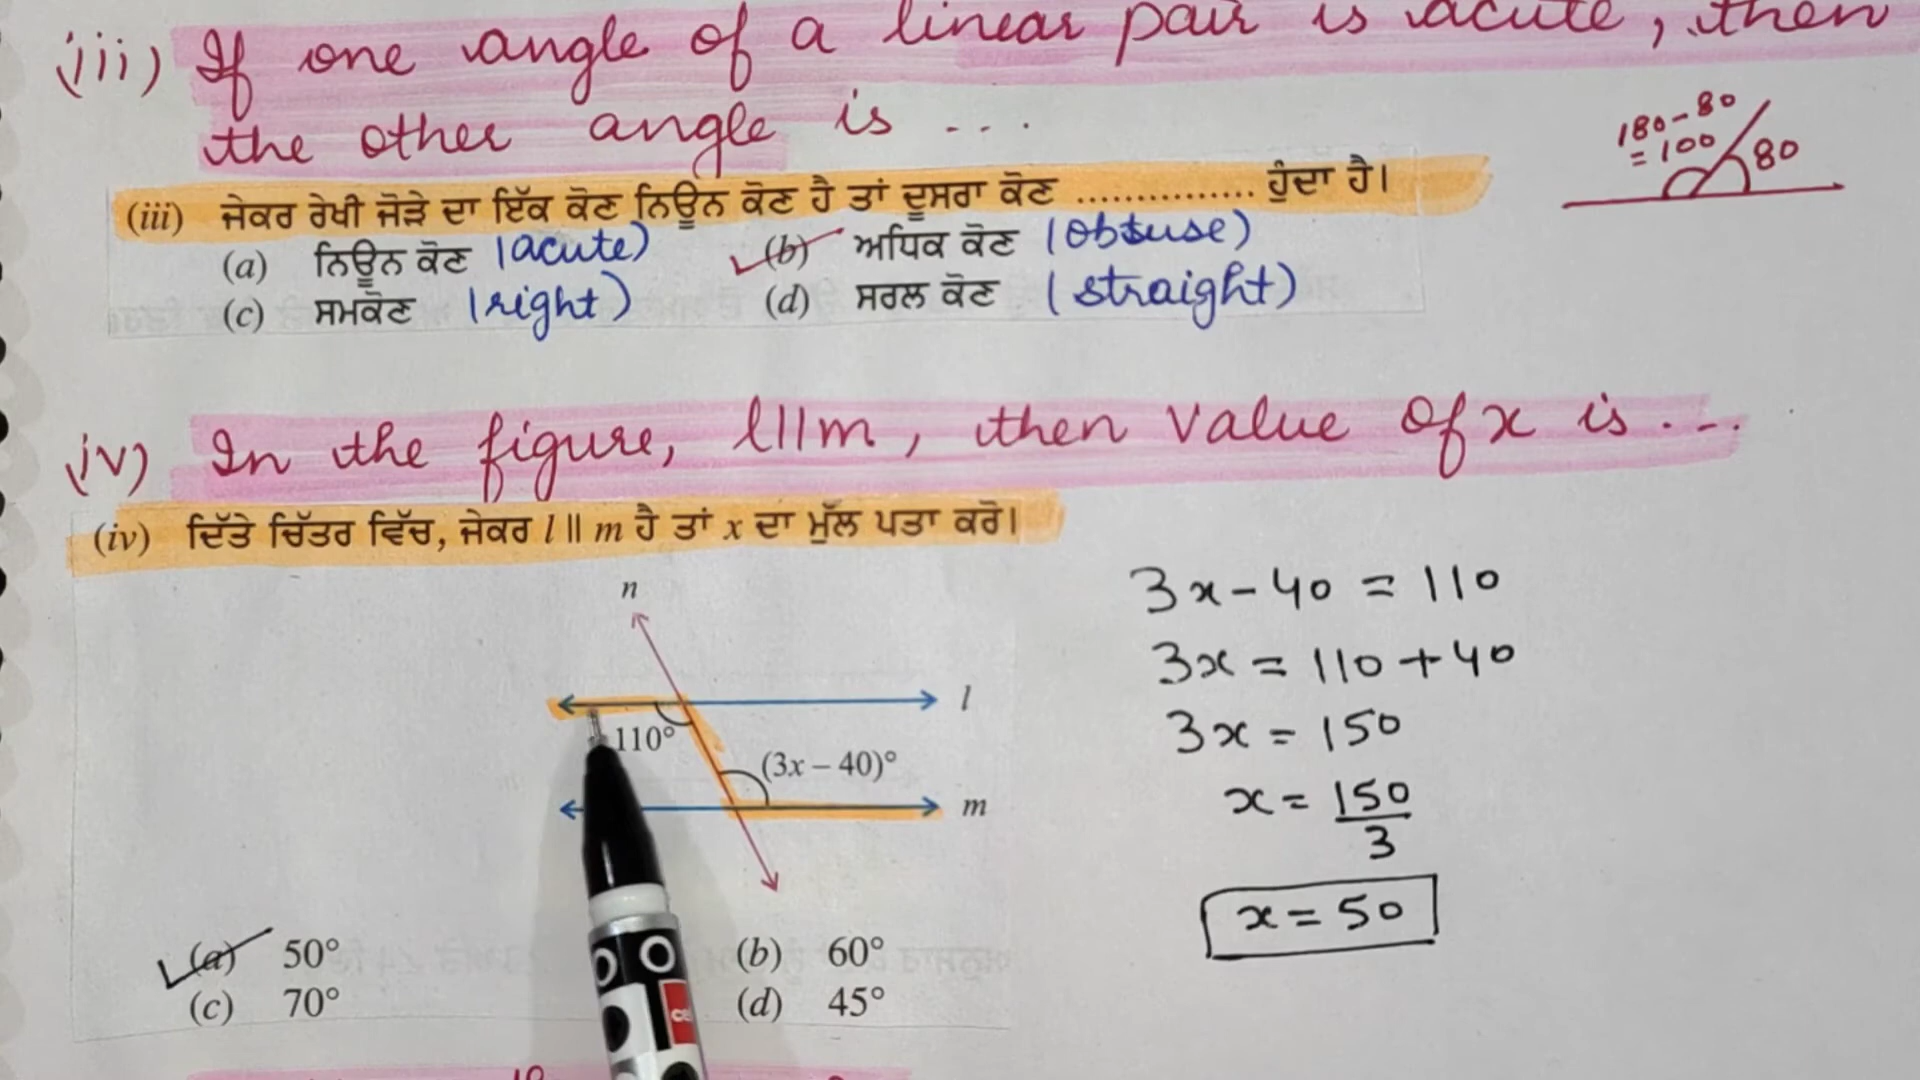 (iii) If one angle of a linear pair is acute, then
the other angle is ...
180-80
= 100
80
(iii) ਜੇਕਰ ਰੇਖੀ ਜੋੜੇ ਦਾ ਇੱਕ ਕੋਣ ਨਿਊਨ ਕੋਣ ਹੈ ਤਾਂ ਦੂਸਰਾ ਕੋਣ ............... ਹੁੰਦਾ ਹੈ।
(a) ਨਿਊਨ ਕੋਣ (acute) (b) ਅਧਿਕ ਕੋਣ (obtuse)
(c) ਸਮਕੋਣ (right) (d) ਸਰਲ ਕੋਣ (straight)
(iv) In the figure, l||m, then value of x is ...
(iv) ਦਿੱਤੇ ਚਿੱਤਰ ਵਿੱਚ, ਜੇਕਰ l || m ਹੈ ਤਾਂ x ਦਾ ਮੁੱਲ ਪਤਾ ਕਰੋ।
n
l
110°
(3x – 40)°
m
3x - 40 = 110
3x = 110 + 40
3x = 150
x = 150/3
x = 50
(a) 50° (b) 60°
(c) 70° (d) 45°